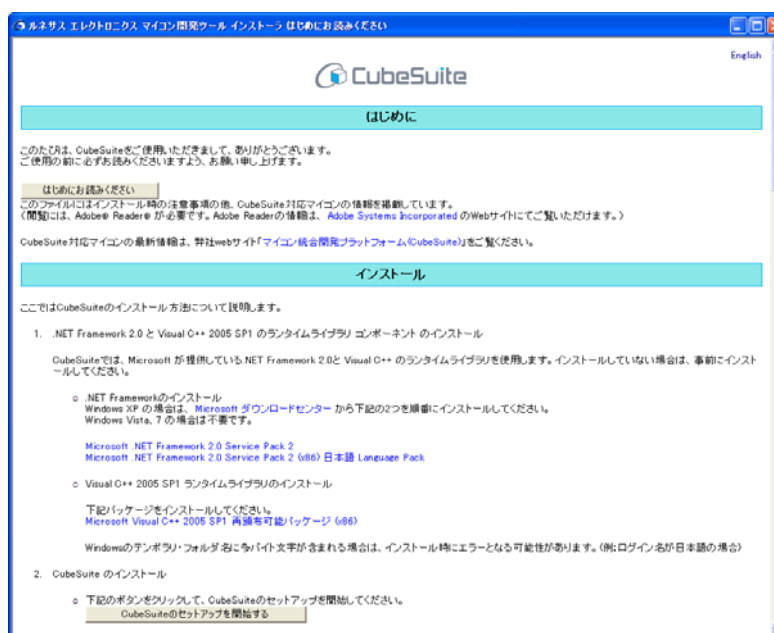 ルネサス エレクトロニクス マイコン開発ツール インストーラ はじめにお読みください
English
CubeSuite
はじめに
このたびは、CubeSuiteをご使用いただきまして、ありがとうございます。
ご使用の前に必ずお読みくださいますよう、お願い申し上げます。
はじめにお読みください
このファイルにはインストール時の注意事項の他、CubeSuite対応マイコンの情報を掲載しています。
(閲覧には、Adobe® Reader® が必要です。Adobe Readerの情報は、 Adobe Systems Incorporated のWebサイトにてご覧いただけます。)
CubeSuite対応マイコンの最新情報は、弊社webサイト「マイコン統合開発プラットフォーム(CubeSuite)」をご覧ください。
インストール
ここではCubeSuiteのインストール方法について説明します。
1. .NET Framework 2.0 と Visual C++ 2005 SP1 のランタイムライブラリ コンポーネント のインストール
CubeSuiteでは、Microsoft が提供している.NET Framework 2.0と Visual C++ のランタイムライブラリを使用します。インストールしていない場合は、事前にインスト
ールしてください。
○ .NET Frameworkのインストール
Windows XP の場合は、 Microsoft ダウンロードセンター から下記の2つを順番にインストールしてください。
Windows Vista, 7 の場合は不要です。
Microsoft .NET Framework 2.0 Service Pack 2
Microsoft .NET Framework 2.0 Service Pack 2 (x86) 日本語 Language Pack
○ Visual C++ 2005 SP1 ランタイムライブラリのインストール
下記パッケージをインストールしてください。
Microsoft Visual C++ 2005 SP1 再頒布可能パッケージ (x86)
Windowsのテンポラリ・フォルダ名に多バイト文字が含まれる場合は、インストール時にエラーとなる可能性があります。(例:ログイン名が日本語の場合)
2. CubeSuite のインストール
○ 下記のボタンをクリックして、CubeSuiteのセットアップを開始してください。
CubeSuiteのセットアップを開始する